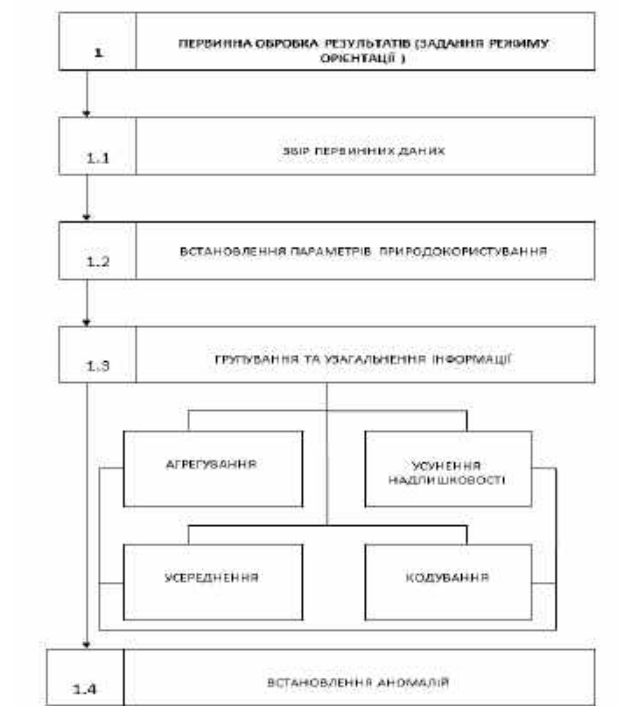 1
ПЕРВИННА ОБРОБКА РЕЗУЛЬТАТІВ (ЗАДАННЯ РЕЖИМУ
ОРІЄНТАЦІЇ )
1.1
ЗБІР ПЕРВИННИХ ДАНИХ
1.2
ВСТАНОВЛЕННЯ ПАРАМЕТРІВ ПРИРОДОКОРИСТУВАННЯ
1.3
ГРУПУВАННЯ ТА УЗАГАЛЬНЕННЯ ІНФОРМАЦІЇ
АГРЕГУВАННЯ
УСУНЕННЯ
НАДЛИШКОВОСТІ
УСЕРЕДНЕННЯ
КОДУВАННЯ
1.4
ВСТАНОВЛЕННЯ АНОМАЛІЙ